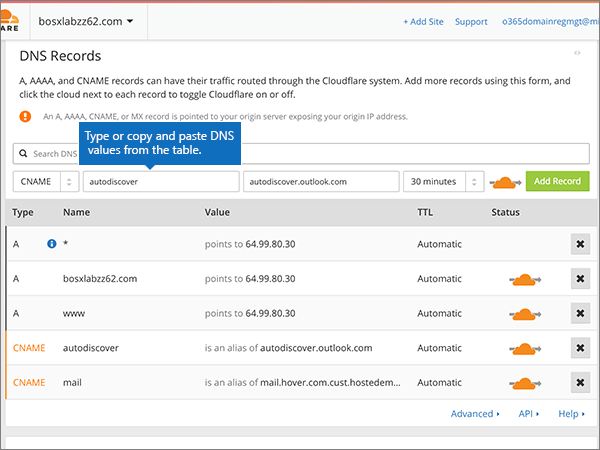 ARE
bosxlabzz62.com
+ Add Site Support o365domainregmgt@mi
DNS Records
A, AAAA, and CNAME records can have their traffic routed through the Cloudflare system. Add more records using this form, and
click the cloud next to each record to toggle Cloudflare on or off.
An A, AAAA, CNAME, or MX record is pointed to your origin server exposing your origin IP address.
Type or copy and paste DNS
values from the table.
Search DNS
CNAME autodiscover autodiscover.outlook.com 30 minutes Add Record
Type Name Value TTL Status
A * points to 64.99.80.30 Automatic
A bosxlabzz62.com points to 64.99.80.30 Automatic
A www points to 64.99.80.30 Automatic
CNAME autodiscover is an alias of autodiscover.outlook.com Automatic
CNAME mail is an alias of mail.hover.com.cust.hostedem... Automatic
Advanced API Help